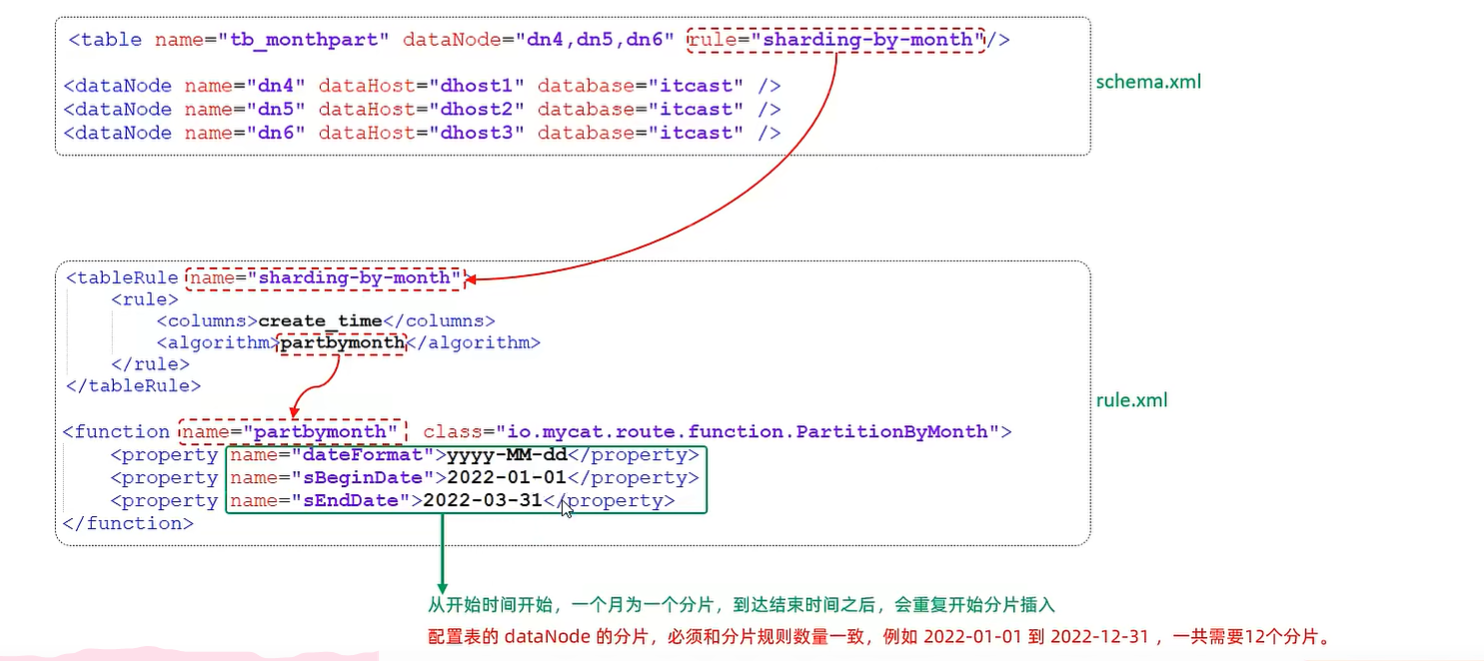 <table name="tb_monthpart" dataNode="dn4,dn5,dn6" rule="sharding-by-month"/>
<dataNode name="dn4" dataHost="dhost1" database="itcast" />
<dataNode name="dn5" dataHost="dhost2" database="itcast" />
<dataNode name="dn6" dataHost="dhost3" database="itcast" />
schema.xml
<tableRule name="sharding-by-month">
<rule>
<columns>create_time</columns>
<algorithm>partbymonth</algorithm>
</rule>
</tableRule>
<function name="partbymonth" class="io.mycat.route.function.PartitionByMonth">
<property name="dateFormat">yyyy-MM-dd</property>
<property name="sBeginDate">2022-01-01</property>
<property name="sEndDate">2022-03-31</property>
</function>
rule.xml
从开始时间开始，一个月为一个分片，到达结束时间之后，会重复开始分片插入
配置表的 dataNode 的分片，必须和分片规则数量一致，例如 2022-01-01 到 2022-12-31 ，一共需要12个分片。